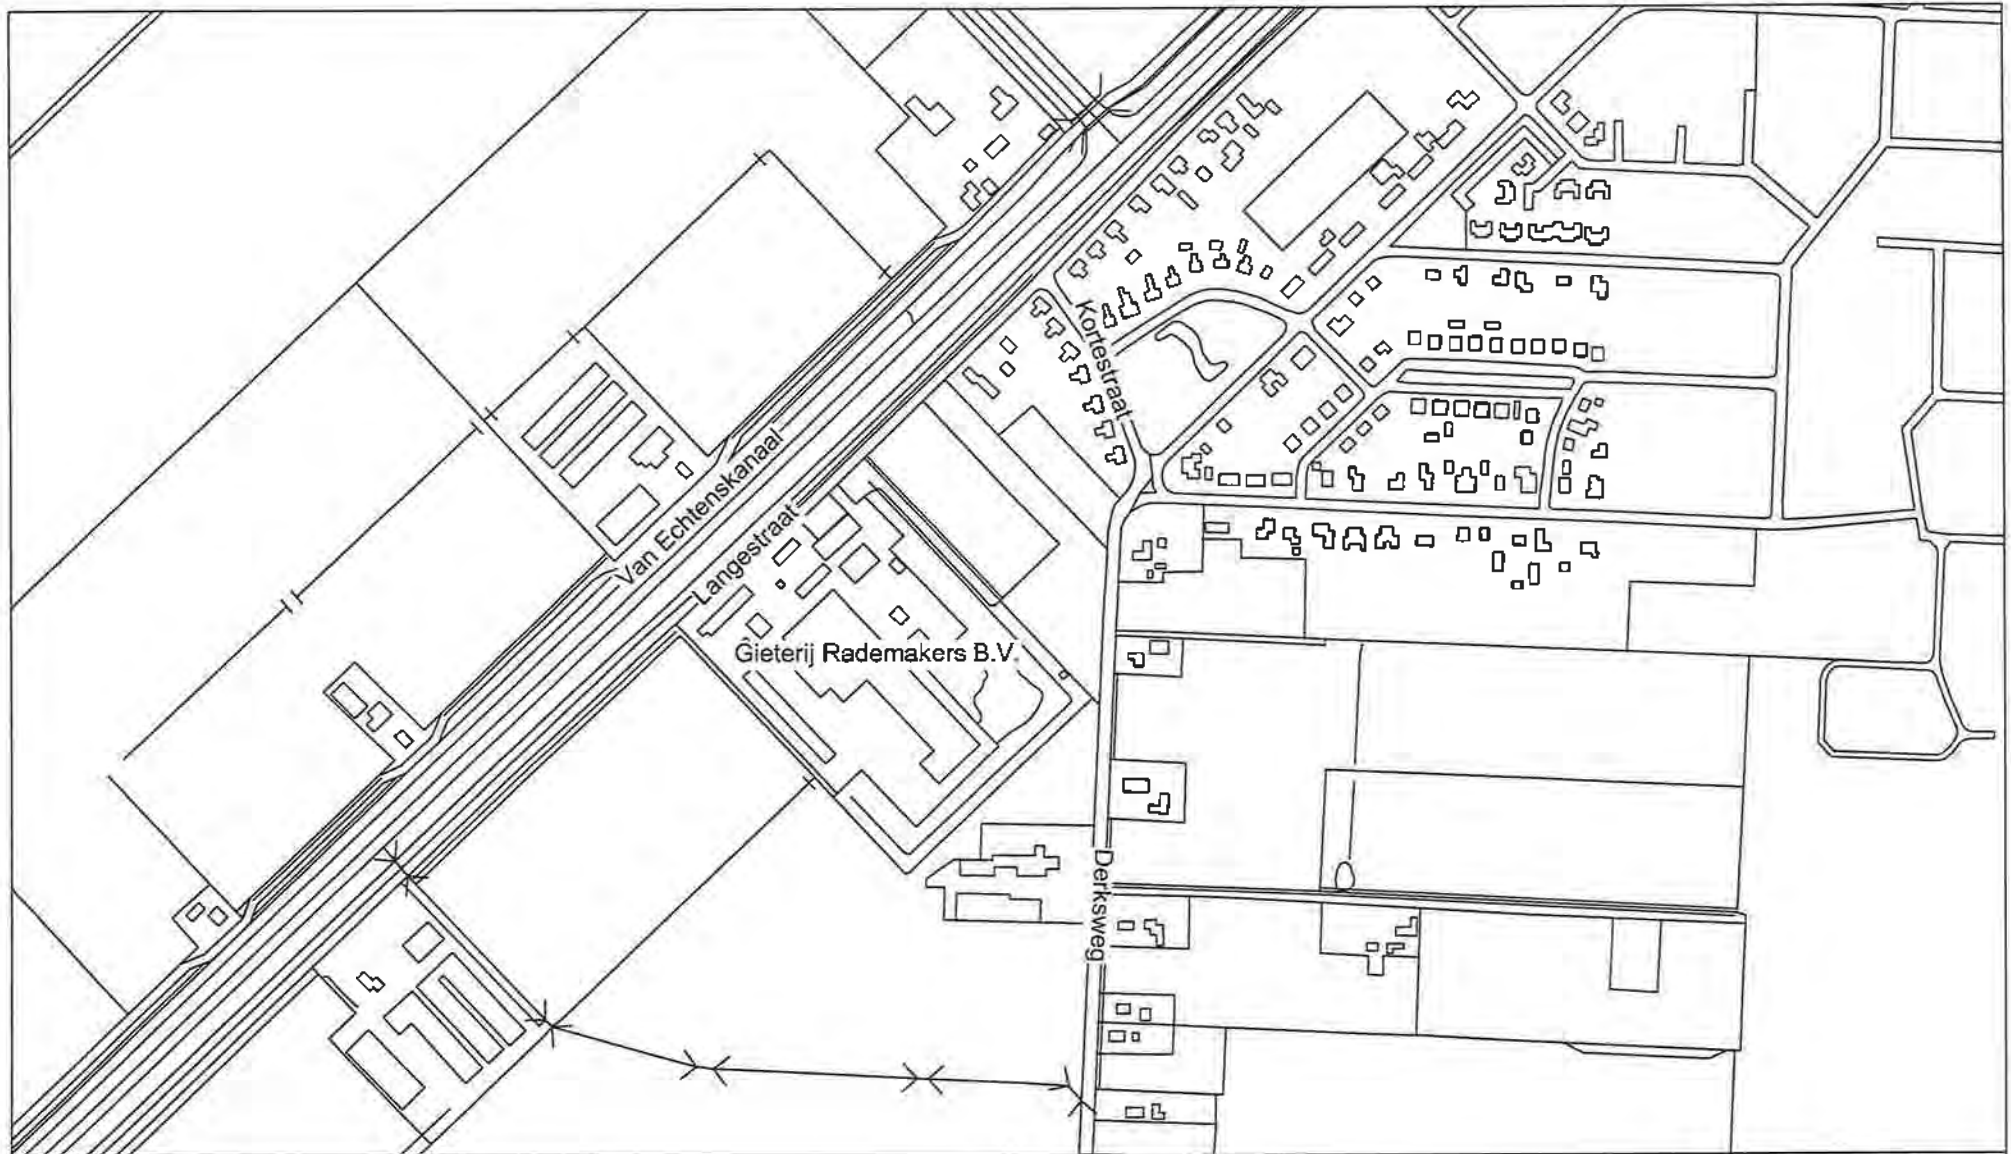 Kortestraat
Van Echtenskanaal
Langestraat
Gieterij Rademakers B.V.
Derksweg